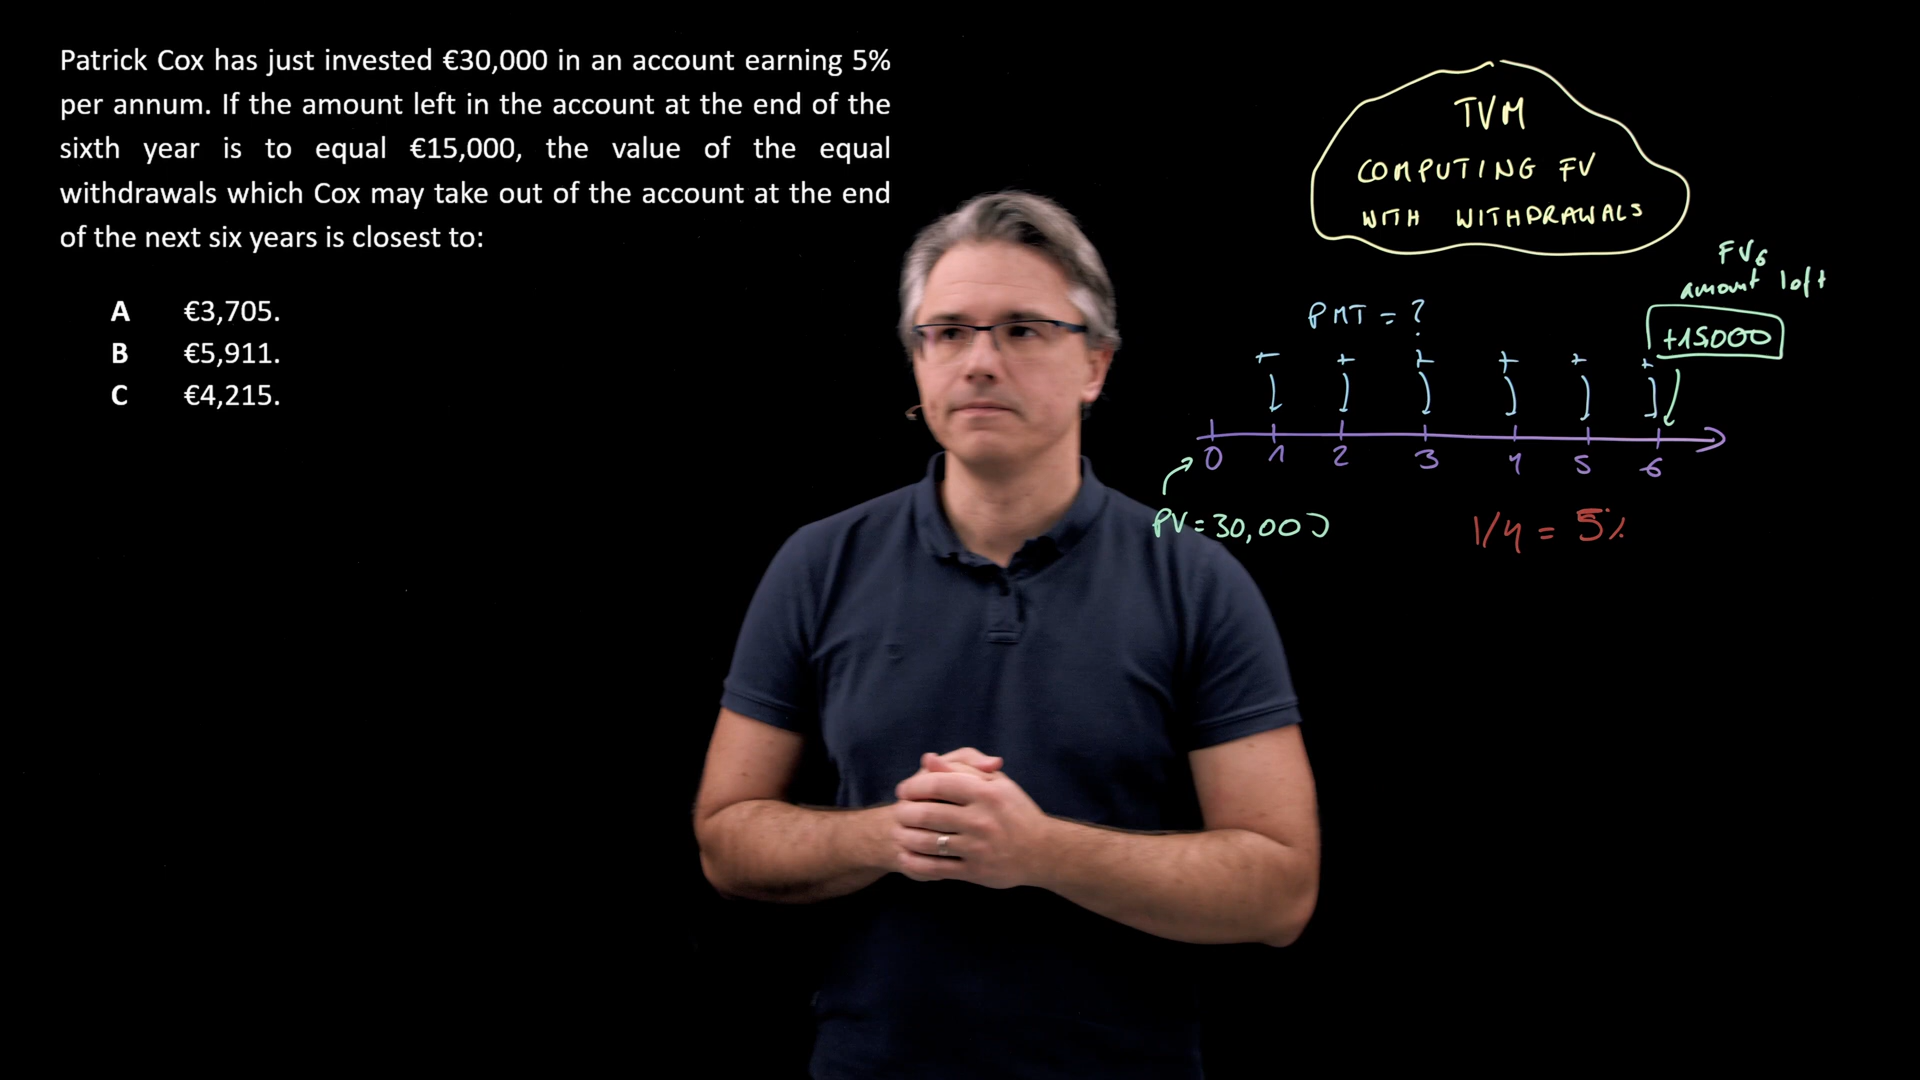 Patrick Cox has just invested €30,000 in an account earning 5%
per annum. If the amount left in the account at the end of the
sixth year is to equal €15,000, the value of the equal
withdrawals which Cox may take out of the account at the end
of the next six years is closest to:
A €3,705.
B €5,911.
C €4,215.
TVM
COMPUTING FV
WITH WITHDRAWALS
FV6
amount left
+15000
PMT = ?
+ + + + + +
0 1 2 3 4 5 6
PV = 30,000
I/Y = 5%